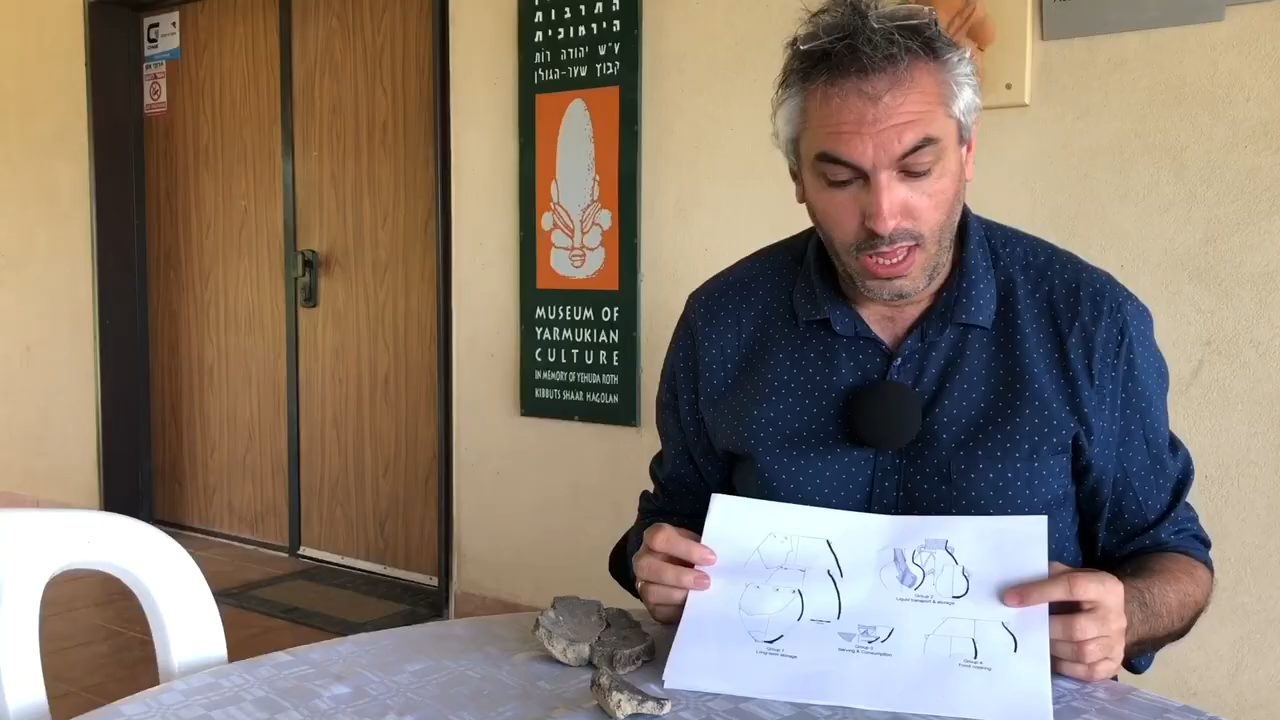 התרבות
הירמוכית
ע"ש יהודה רות
קבוץ שער-הגולן
MUSEUM OF
YARMUKIAN
CULTURE
IN MEMORY OF YEHUDA ROTH
KIBBUTS SHAAR HAGOLAN
Group 1
Long-term storage
Group 2
Liquid transport & storage
Group 3
Serving & Consumption
Group 4
Food cooking